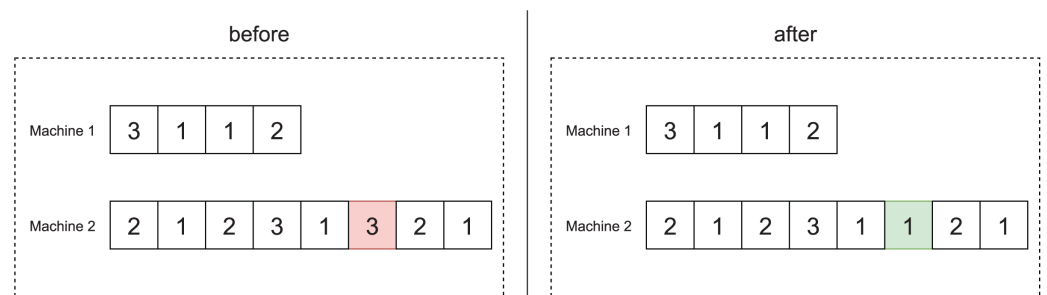 before
Machine 1 3 1 1 2
Machine 2 2 1 2 3 1 3 2 1
after
Machine 1 3 1 1 2
Machine 2 2 1 2 3 1 1 2 1